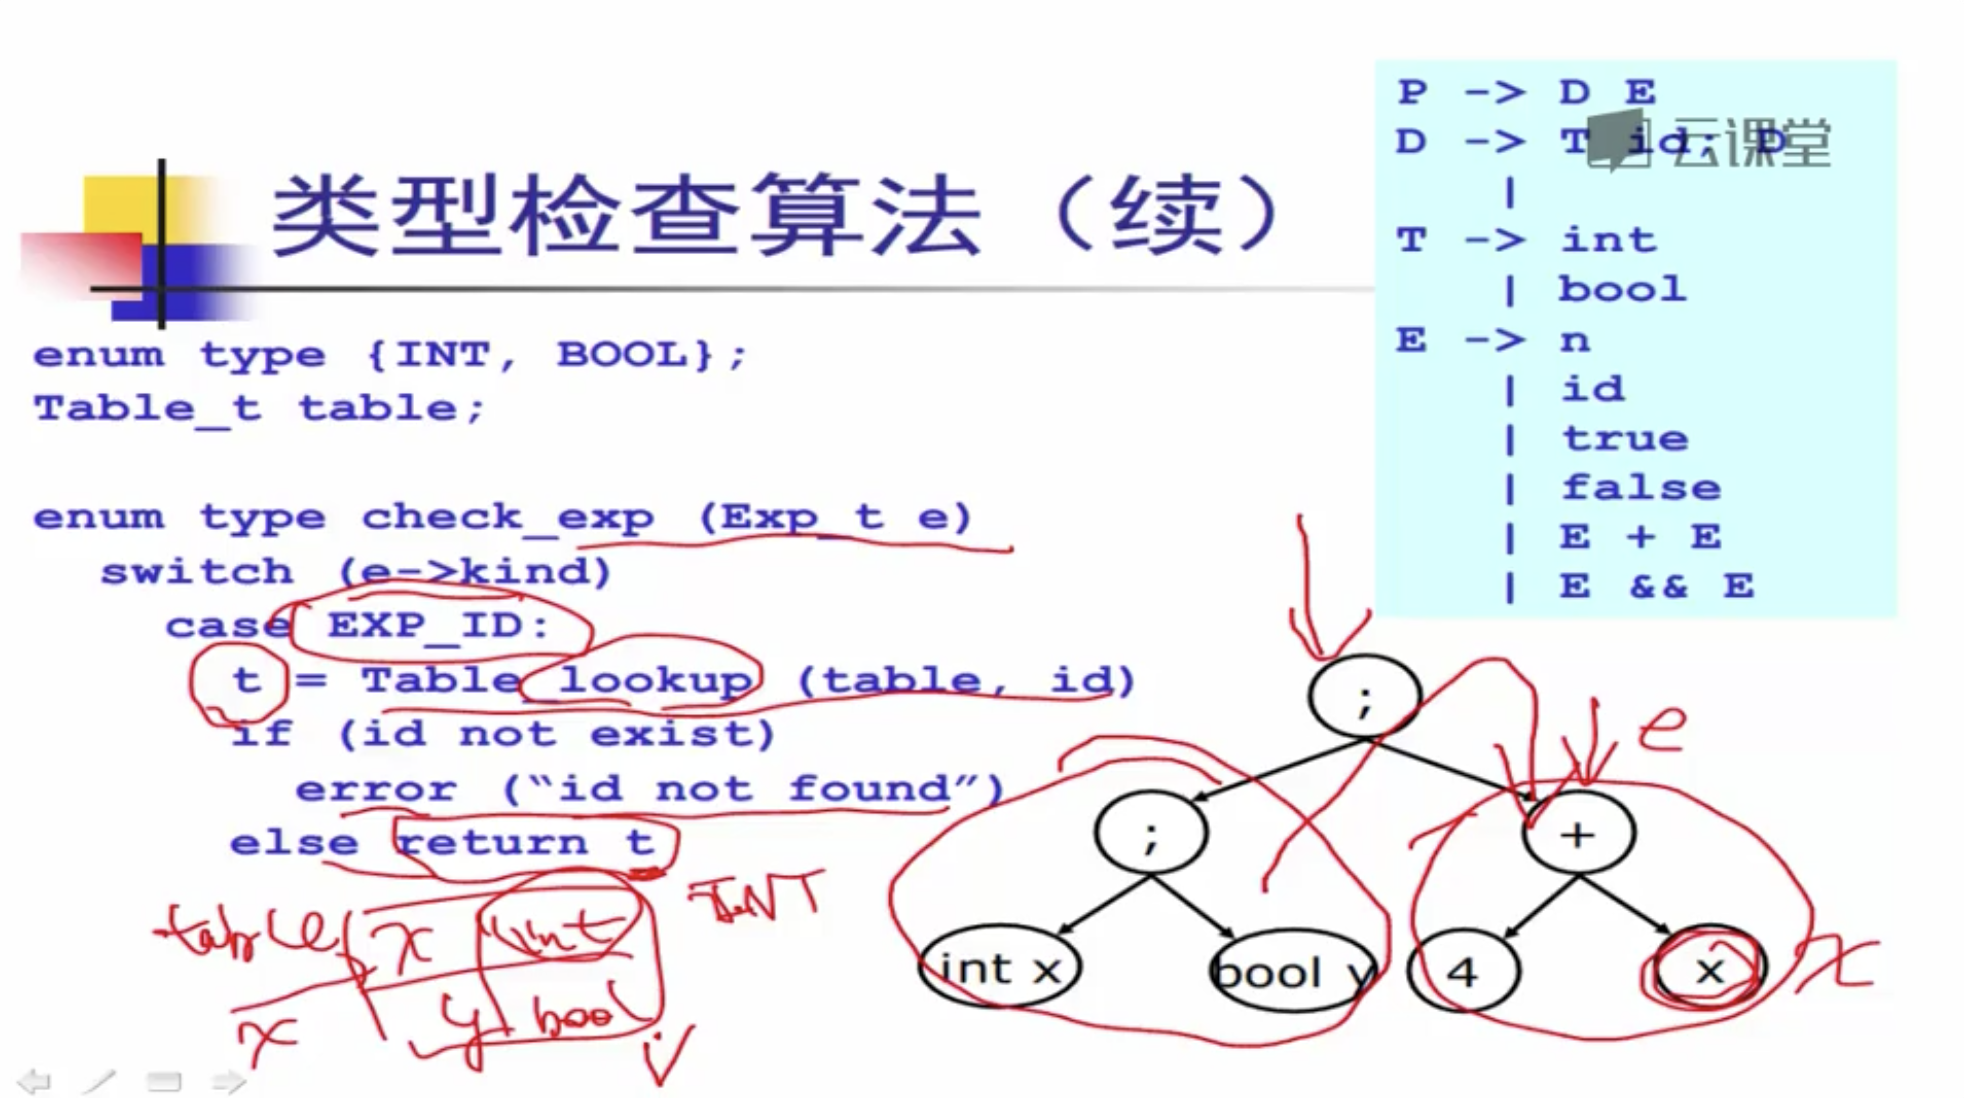 类型检查算法（续）
P -> D E
D -> T id; D
|
T -> int
| bool
E -> n
| id
| true
| false
| E + E
| E && E
云课堂
enum type {INT, BOOL};
Table_t table;
enum type check_exp (Exp_t e)
switch (e->kind)
case EXP_ID:
t = Table_lookup (table, id)
if (id not exist)
error (“id not found”)
else return t
;
e
;
+
int x
bool y
4
x
x
table
x int
INT
x
y bool